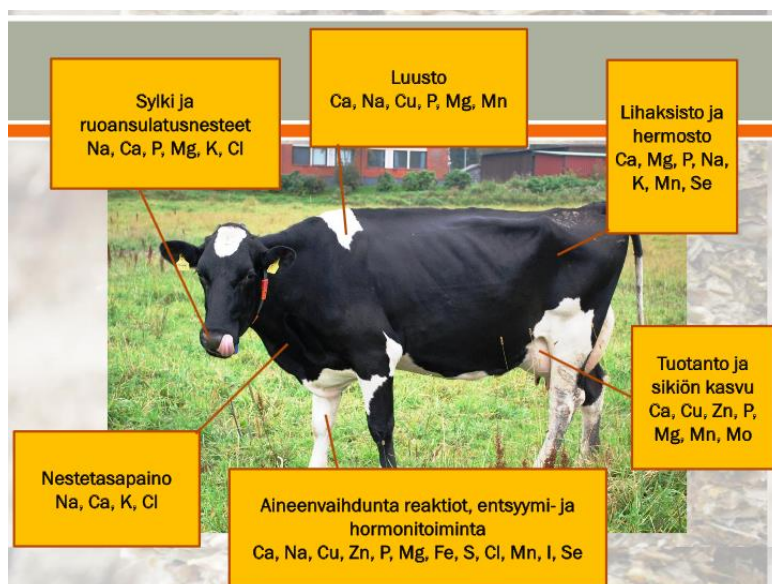 Sylki ja
ruoansulatusnesteet
Na, Ca, P, Mg, K, Cl
Luusto
Ca, Na, Cu, P, Mg, Mn
Lihaksisto ja
hermosto
Ca, Mg, P, Na,
K, Mn, Se
Tuotanto ja
sikiön kasvu
Ca, Cu, Zn, P,
Mg, Mn, Mo
Nestetasapaino
Na, Ca, K, Cl
Aineenvaihdunta reaktiot, entsyymi- ja
hormonitoiminta
Ca, Na, Cu, Zn, P, Mg, Fe, S, Cl, Mn, I, Se